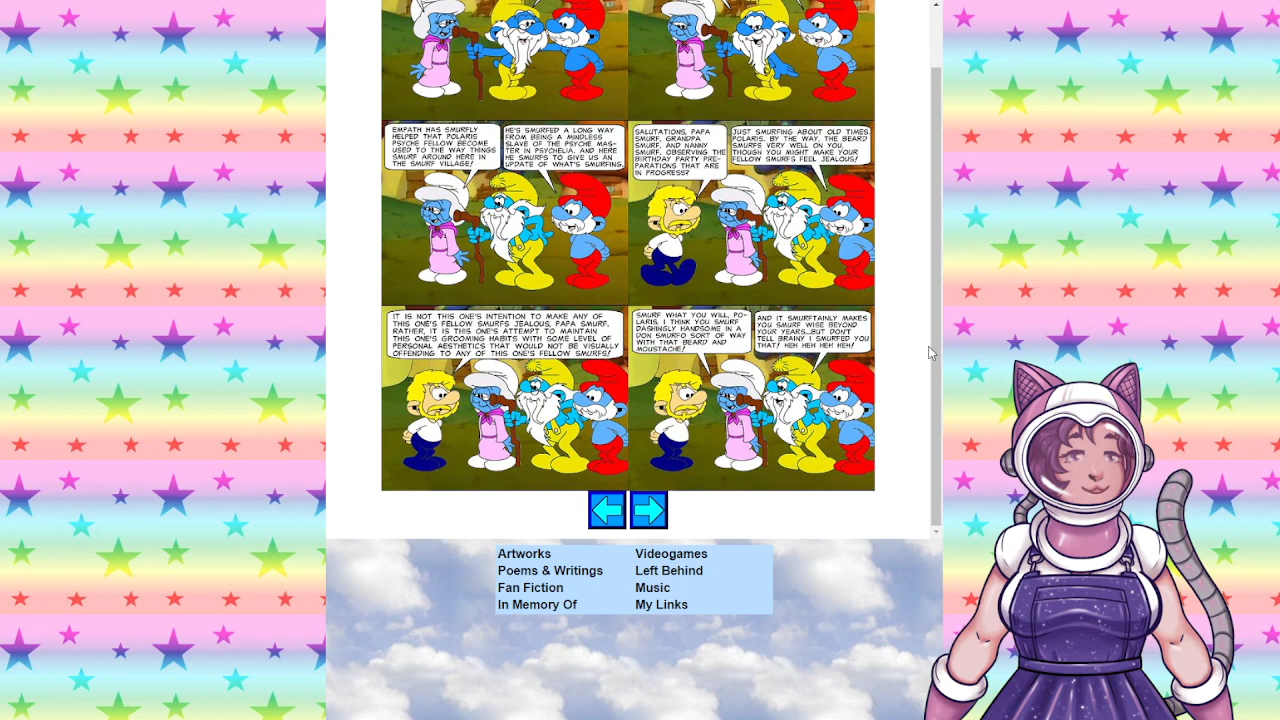 EMPATH HAS SMURFLY
HELPED THAT POLARIS
PSYCHE FELLOW BECOME
USED TO THE WAY THINGS
SMURF AROUND HERE IN
THE SMURF VILLAGE!
HE'S SMURFED A LONG WAY
FROM BEING A MINDLESS
SLAVE OF THE PSYCHE MAS-
TER IN PSYCHELIA, AND HERE
HE SMURFS TO GIVE US AN
UPDATE OF WHAT'S SMURFING.
SALUTATIONS, PAPA
SMURF, GRANDPA
SMURF, AND NANNY
SMURF. OBSERVING THE
BIRTHDAY PARTY PRE-
PARATIONS THAT ARE
IN PROGRESS?
JUST SMURFING ABOUT OLD TIMES,
POLARIS. BY THE WAY, THE BEARD
SMURFS VERY WELL ON YOU,
THOUGH YOU MIGHT MAKE YOUR
FELLOW SMURFS FEEL JEALOUS!
IT IS NOT THIS ONE'S INTENTION TO MAKE ANY OF
THIS ONE'S FELLOW SMURFS JEALOUS, PAPA SMURF.
RATHER, IT IS THIS ONE'S ATTEMPT TO MAINTAIN
THIS ONE'S GROOMING HABITS WITH SOME LEVEL OF
PERSONAL AESTHETICS THAT WOULD NOT BE VISUALLY
OFFENDING TO ANY OF THIS ONE'S FELLOW SMURFS!
SMURF WHAT YOU WILL, PO-
LARIS. I THINK YOU SMURF
DASHINGLY HANDSOME IN A
DON SMURFO SORT OF WAY
WITH THAT BEARD AND
MOUSTACHE!
AND IT SMURFTAINLY MAKES
YOU SMURF WISE BEYOND
YOUR YEARS...BUT DON'T
TELL BRAINY I SMURFED YOU
THAT! HEH HEH HEH HEH!
Artworks
Poems & Writings
Fan Fiction
In Memory Of
Videogames
Left Behind
Music
My Links